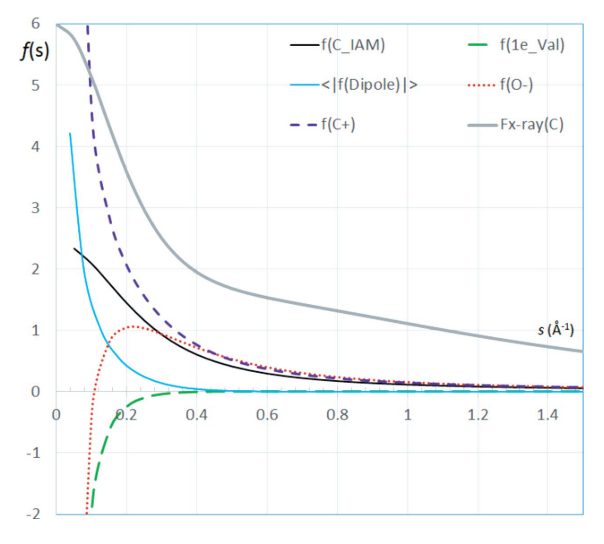 6
f(s)
f(C_IAM)
f(1e_Val)
5
<|f(Dipole)|>
f(O-)
f(C+)
Fx-ray(C)
4
3
2
1
s (Å-1)
0
0 0.2 0.4 0.6 0.8 1 1.2 1.4
-1
-2